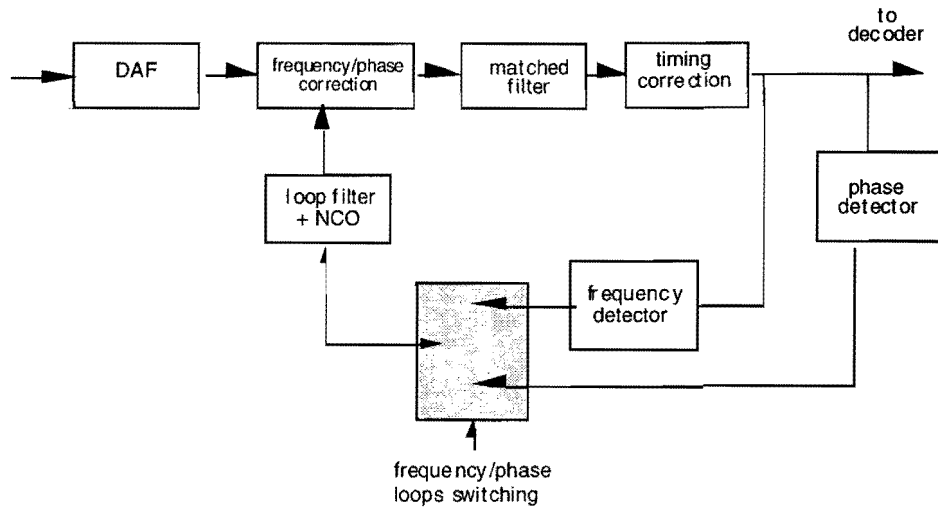 to
decoder
DAF
frequency/phase
correction
matched
filter
timing
correction
loop filter
+ NCO
phase
detector
frequency
detector
frequency/phase
loops switching